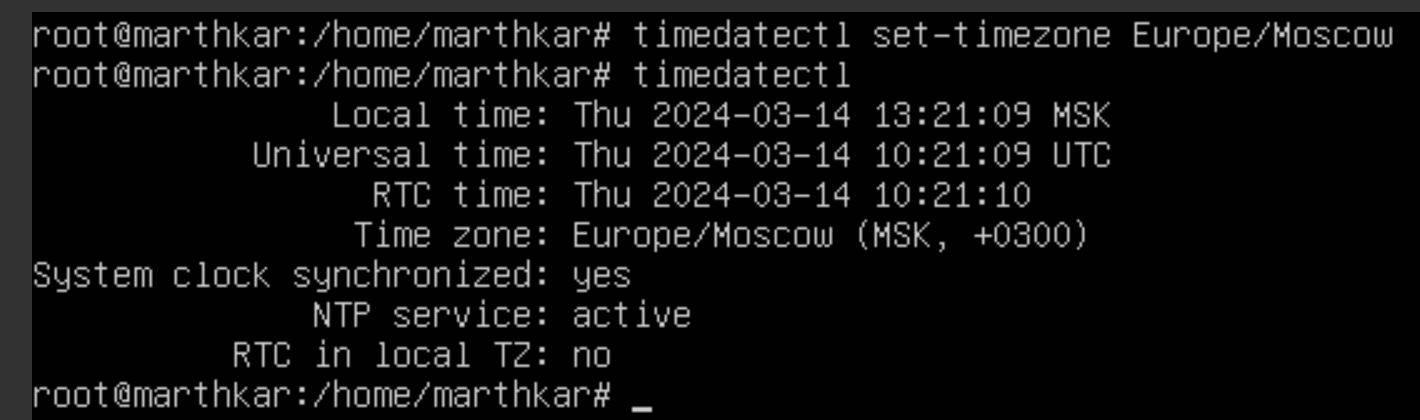 root@marthkar:/home/marthkar# timedatectl set-timezone Europe/Moscow
root@marthkar:/home/marthkar# timedatectl
Local time: Thu 2024-03-14 13:21:09 MSK
Universal time: Thu 2024-03-14 10:21:09 UTC
RTC time: Thu 2024-03-14 10:21:10
Time zone: Europe/Moscow (MSK, +0300)
System clock synchronized: yes
NTP service: active
RTC in local TZ: no
root@marthkar:/home/marthkar# _